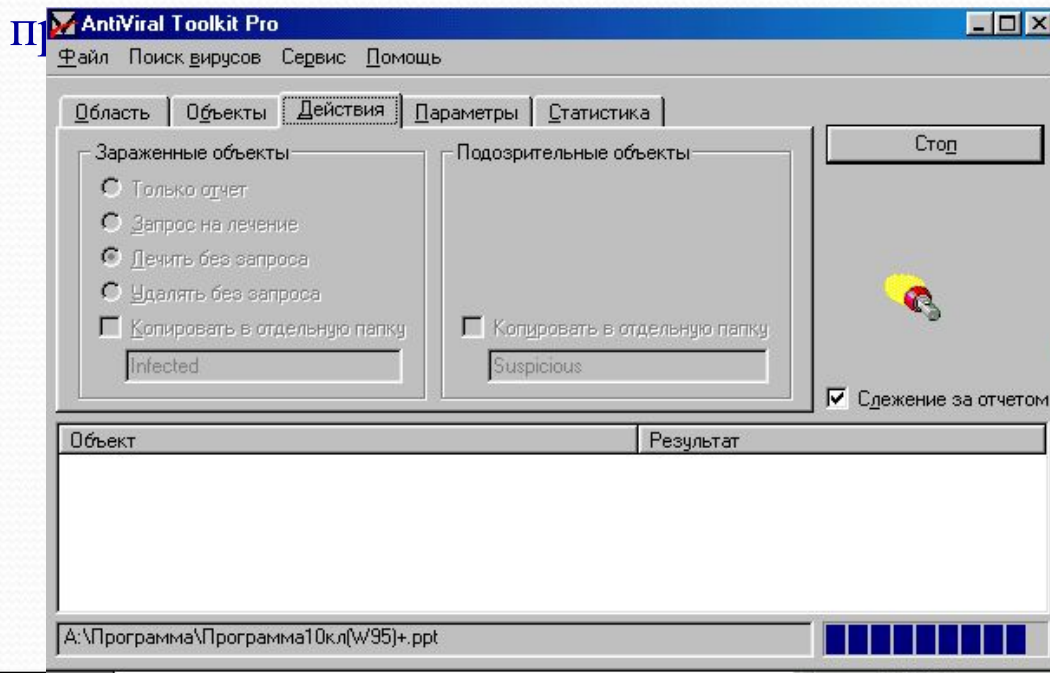 AntiViral Toolkit Pro
Файл Поиск вирусов Сервис Помощь
Область Объекты Действия Параметры Статистика
Стоп
Зараженные объекты
Подозрительные объекты
Только отчет
Запрос на лечение
Лечить без запроса
Удалять без запроса
Копировать в отдельную папку
Копировать в отдельную папку
Infected
Suspicious
Слежение за отчетом
Объект Результат
A:\Программа\Программа10кл(W95)+.ppt